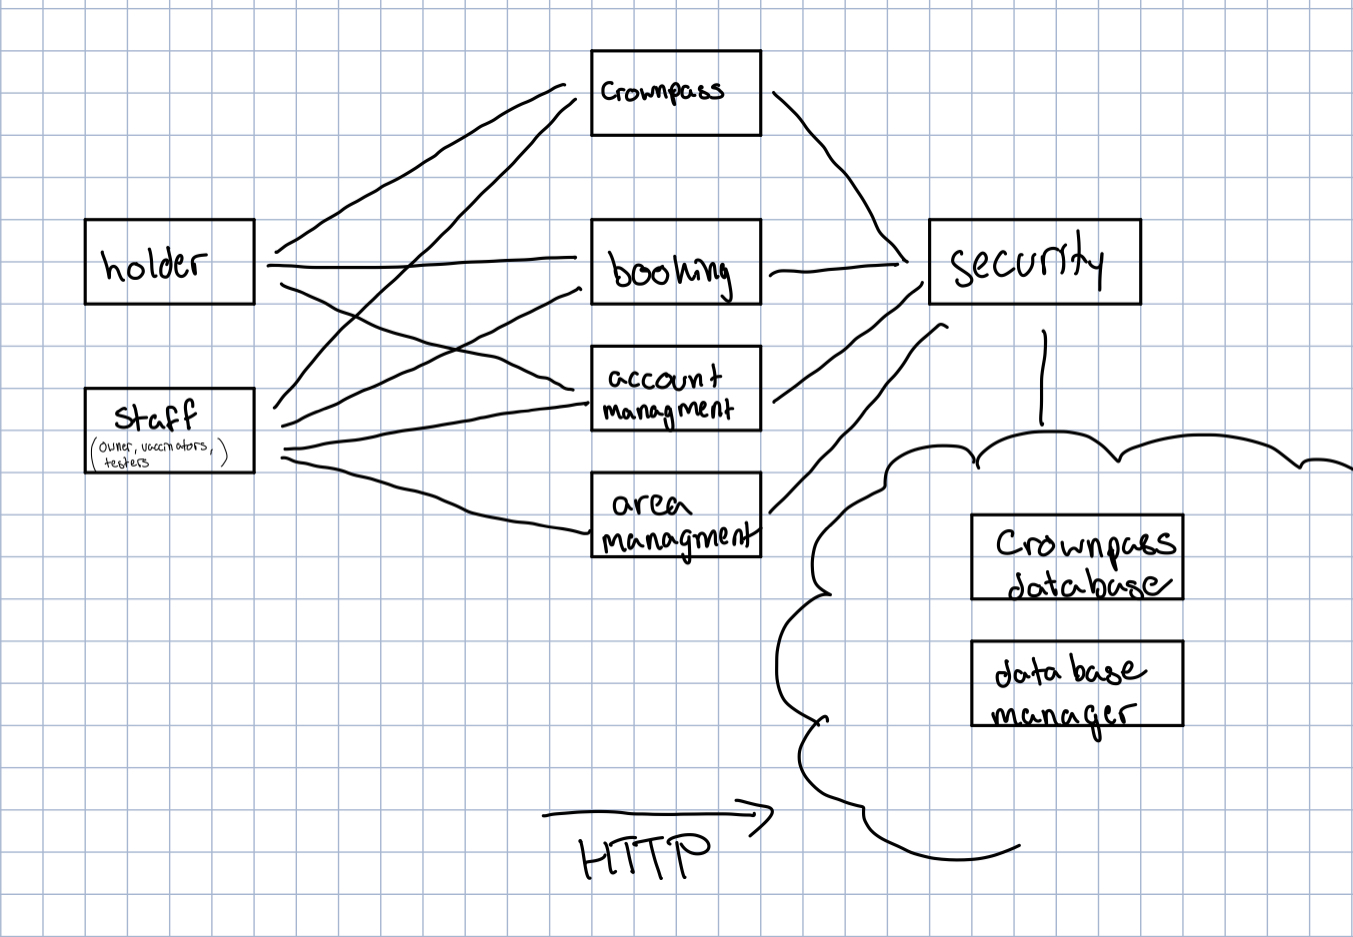 Crownpass
holder
booking
security
staff
(owner, vaccinators,
testers)
account
managment
area
managment
Crownpass
database
database
manager
HTTP